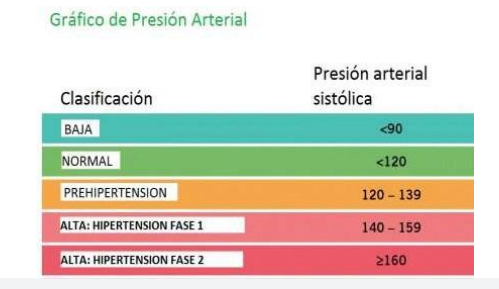 Gráfico de Presión Arterial
Clasificación
Presión arterial
sistólica
BAJA <90
NORMAL <120
PREHIPERTENSION 120 – 139
ALTA: HIPERTENSION FASE 1 140 – 159
ALTA: HIPERTENSION FASE 2 ≥160